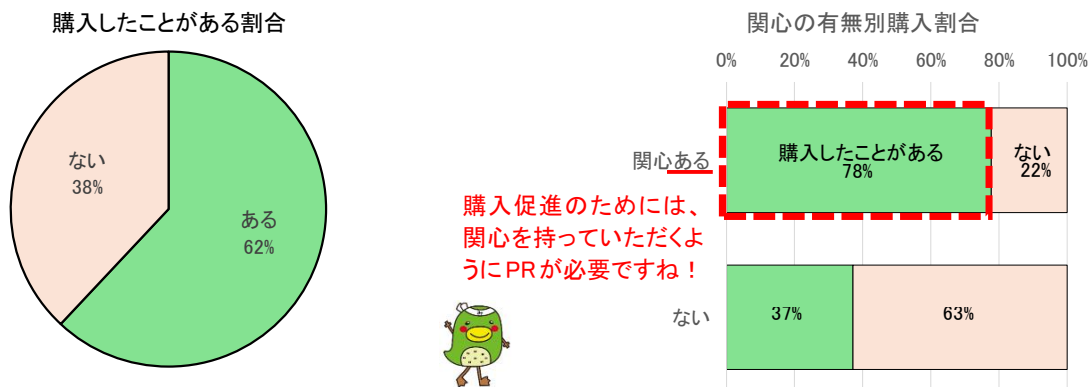 購入したことがある割合
ない
38%
ある
62%
関心の有無別購入割合
0% 20% 40% 60% 80% 100%
関心ある
購入したことがある
78%
ない
22%
購入促進のためには、
関心を持っていただくよ
うにPRが必要ですね！
ない
37%
63%